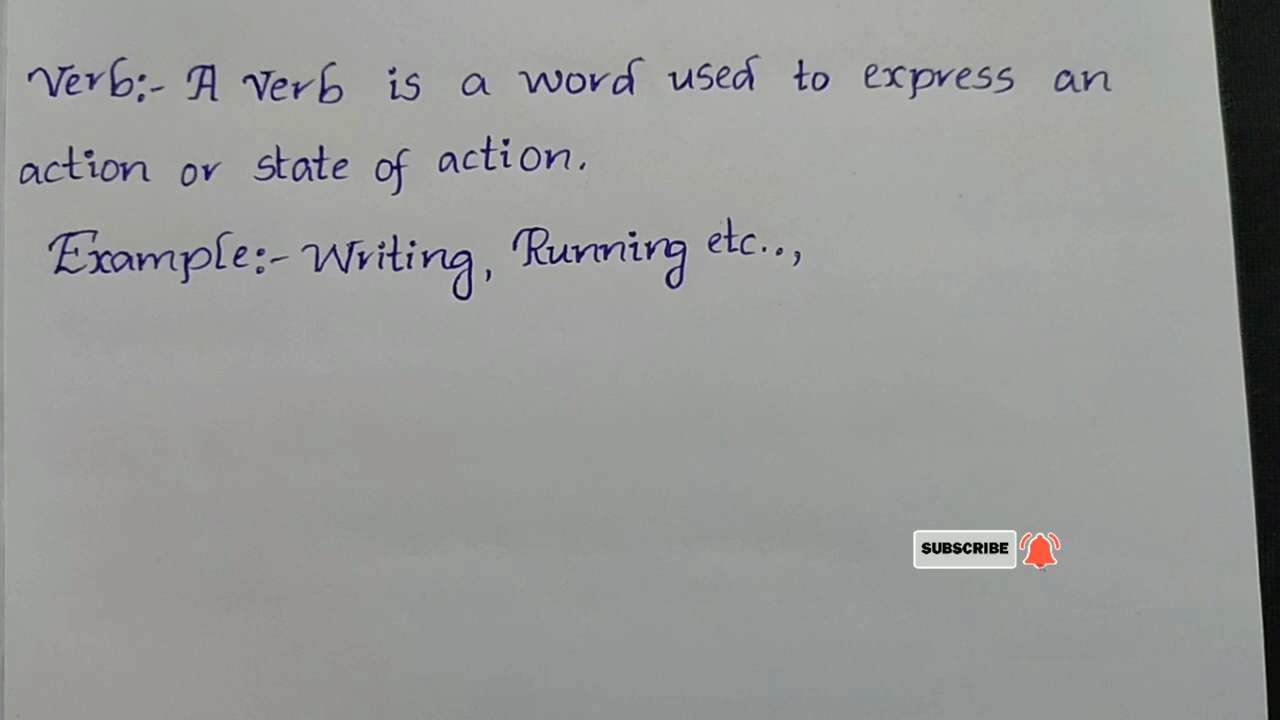 Verb:- A Verb is a word used to express an
action or state of action.
Example:- Writing, Running etc..,
SUBSCRIBE